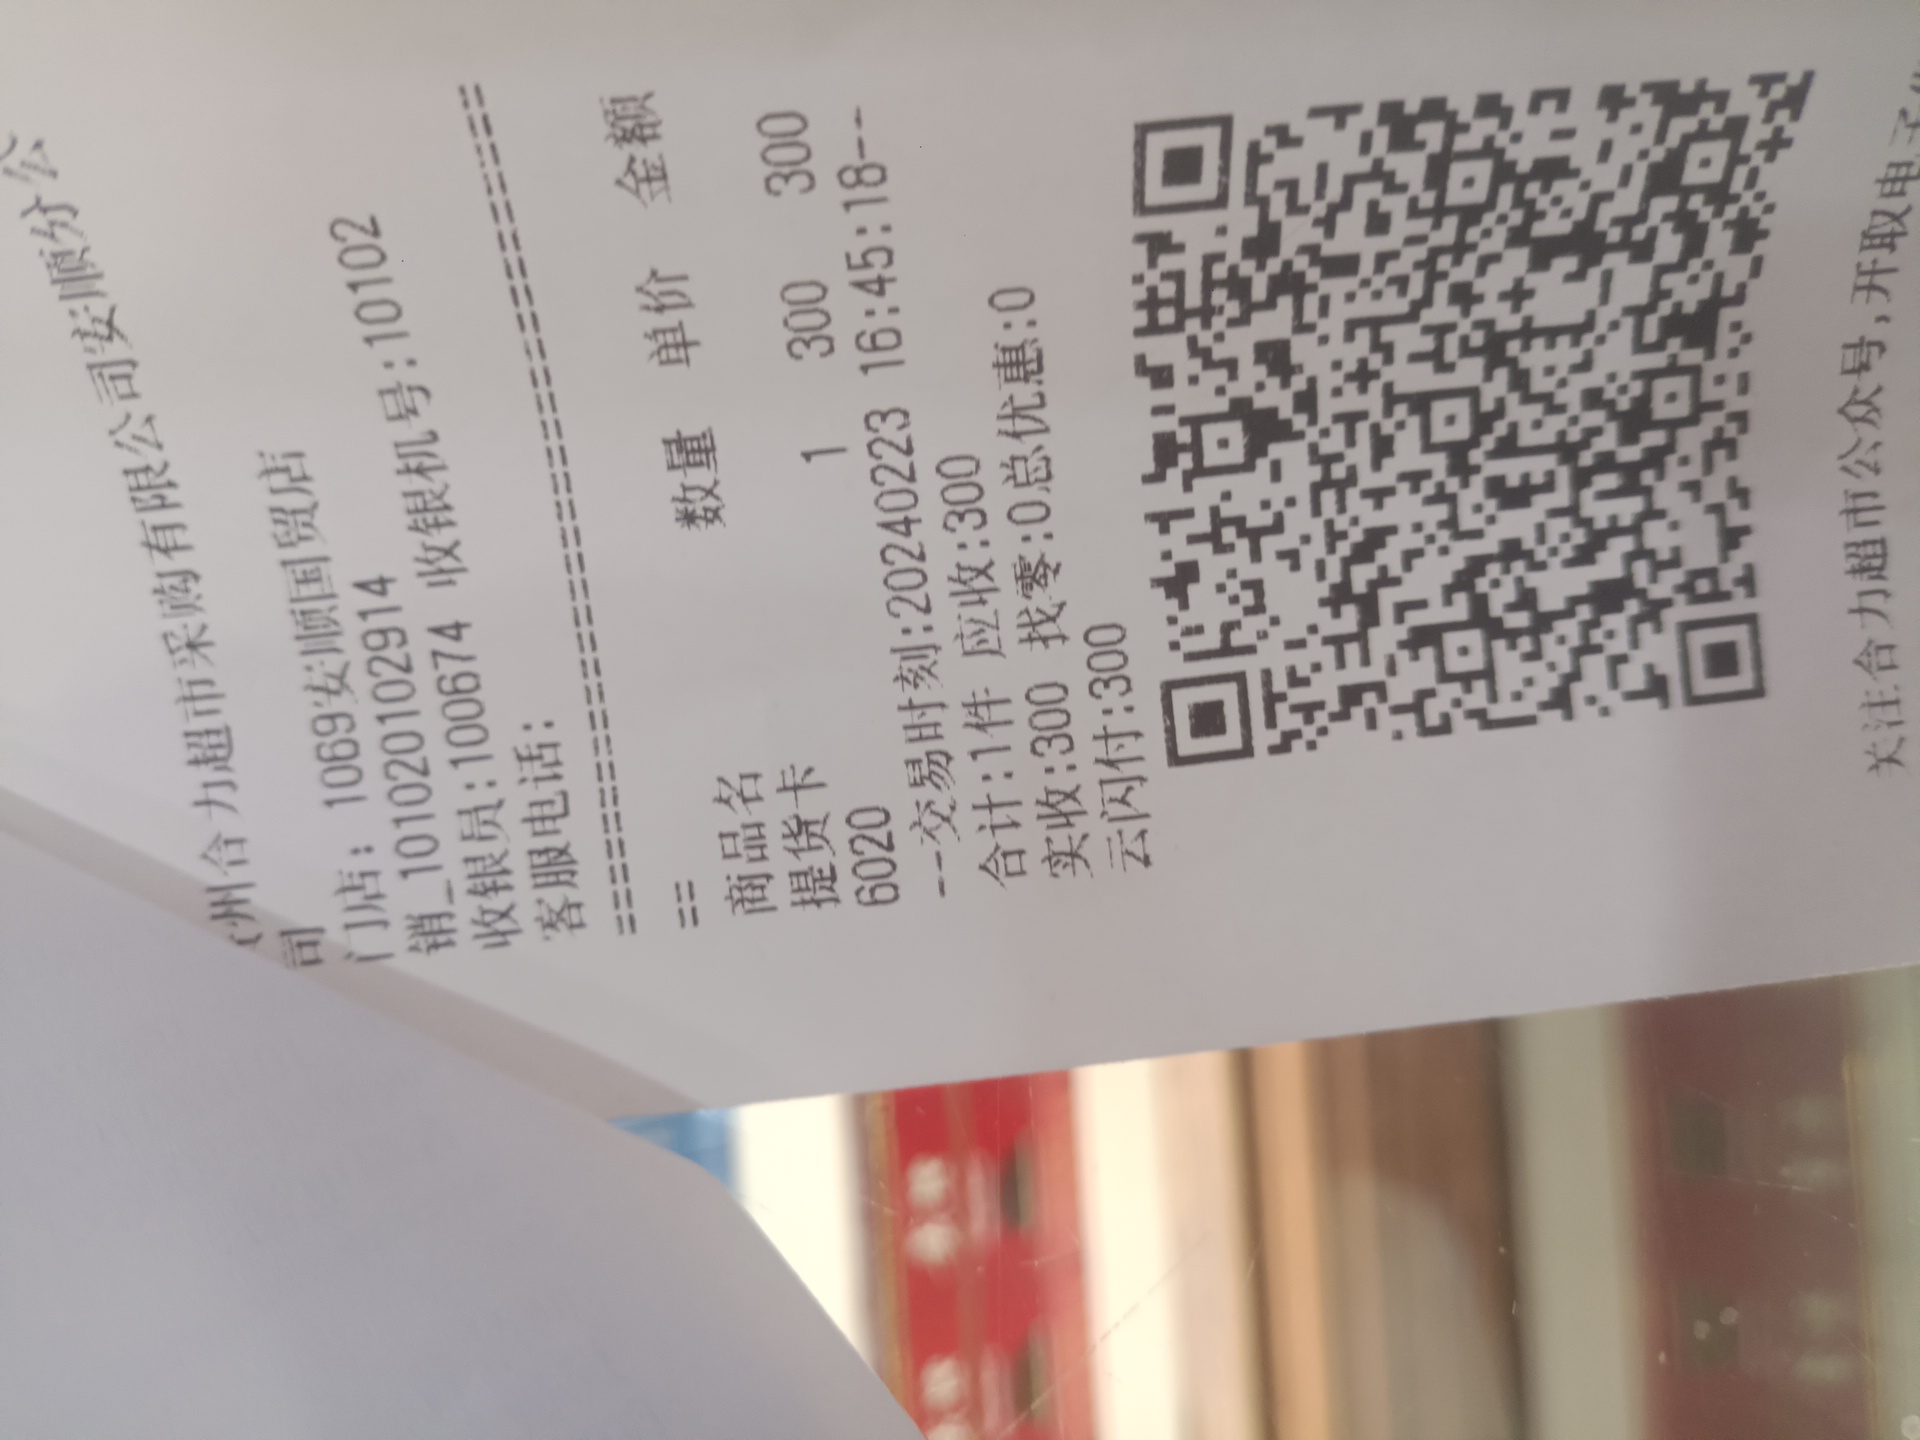 州合力超市采购有限公司安顺分公
司
门店：1069安顺国贸店
销_1010201102914
收银员:100674 收银机号:10102
客服电话:
==
商品名 数量 单价 金额
提货卡 1 300 300
6020
--交易时刻:20240223 16:45:18--
合计:1件 应收:300
实收:300 找零:0总优惠:0
云闪付:300
关注合力超市公众号,开取电子